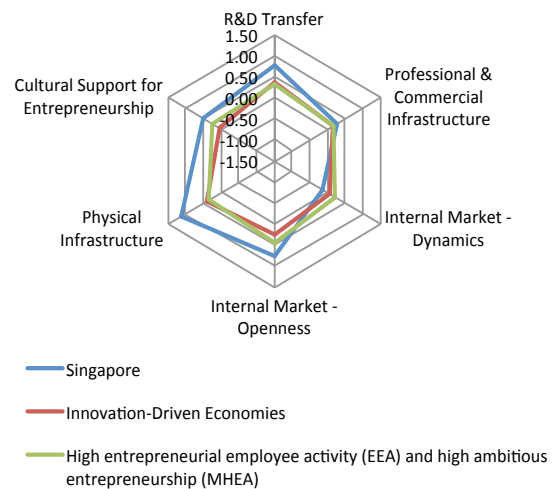 R&D Transfer
1.50
1.00
0.50
0.00
-0.50
-1.00
-1.50
Professional &
Commercial
Infrastructure
Internal Market -
Dynamics
Internal Market -
Openness
Physical
Infrastructure
Cultural Support for
Entrepreneurship
Singapore
Innovation-Driven Economies
High entrepreneurial employee activity (EEA) and high ambitious
entrepreneurship (MHEA)